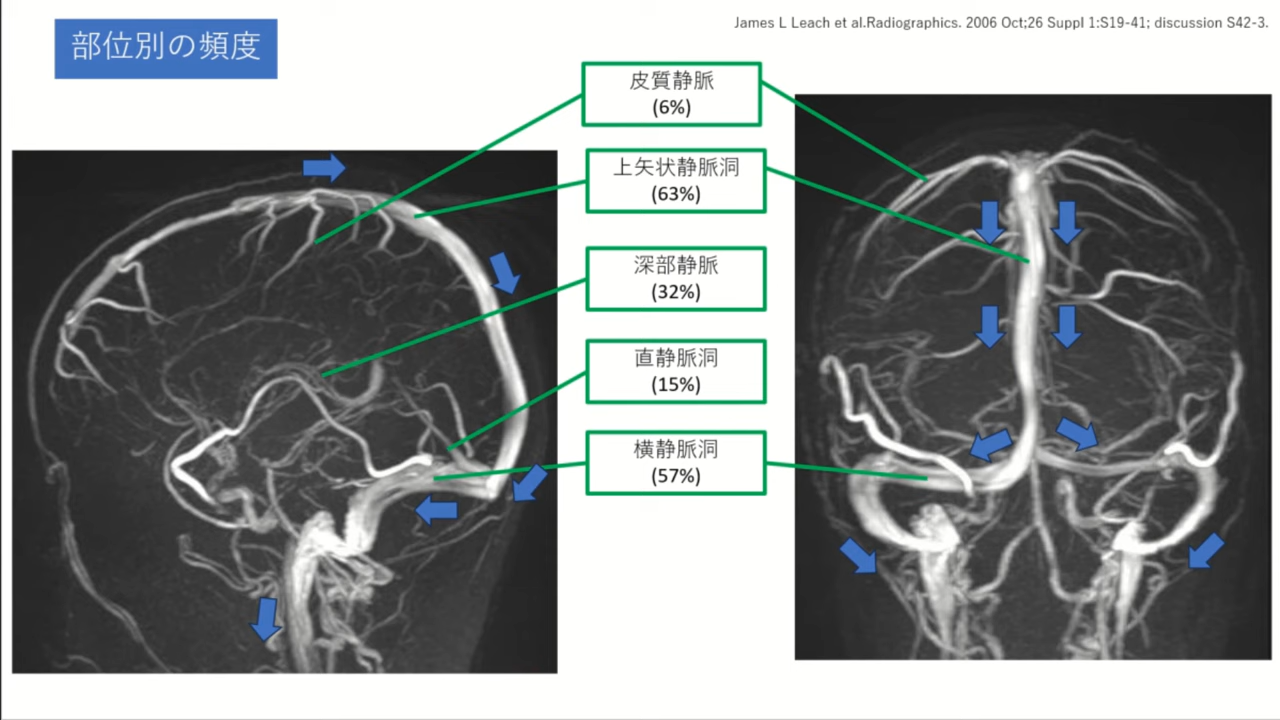 James L Leach et al.Radiographics. 2006 Oct;26 Suppl 1:S19-41; discussion S42-3.
部位別の頻度
皮質静脈
(6%)
上矢状静脈洞
(63%)
深部静脈
(32%)
直静脈洞
(15%)
横静脈洞
(57%)